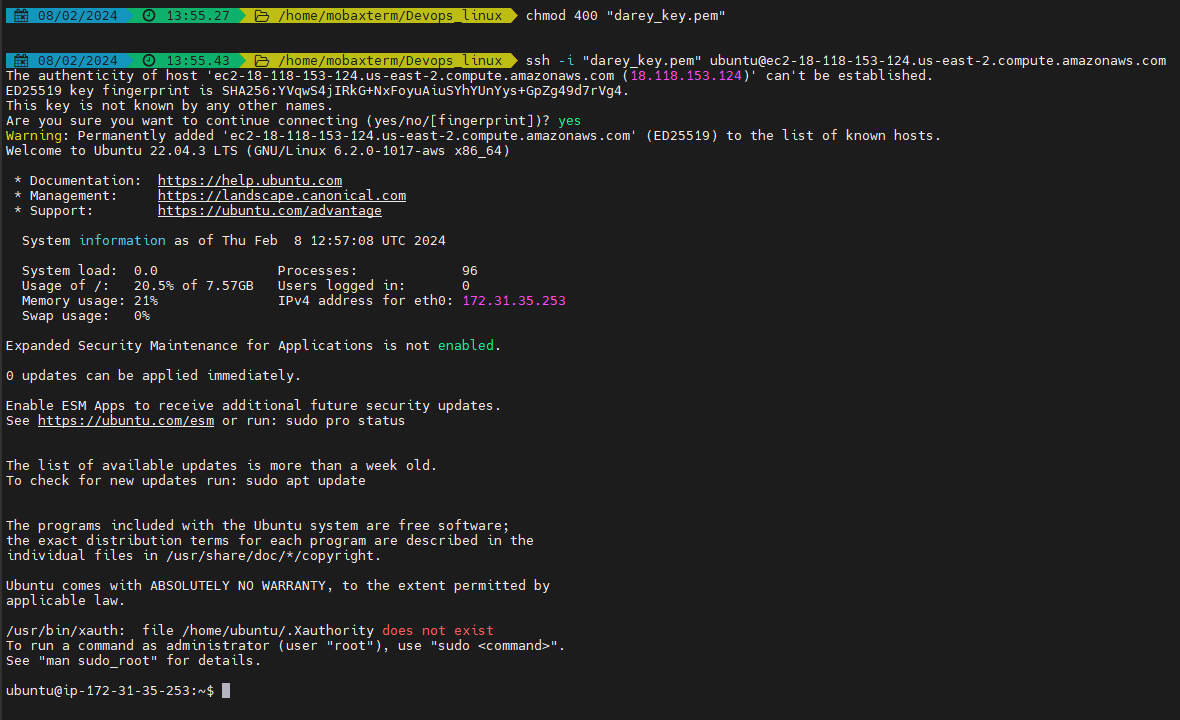 08/02/2024 13:55.27 /home/mobaxterm/Devops_linux chmod 400 "darey_key.pem"
08/02/2024 13:55.43 /home/mobaxterm/Devops_linux ssh -i "darey_key.pem" ubuntu@ec2-18-118-153-124.us-east-2.compute.amazonaws.com
The authenticity of host 'ec2-18-118-153-124.us-east-2.compute.amazonaws.com (18.118.153.124)' can't be established.
ED25519 key fingerprint is SHA256:YVqwS4jIRkG+NxFoyuAiuSYhYUnYys+GpZg49d7rVg4.
This key is not known by any other names.
Are you sure you want to continue connecting (yes/no/[fingerprint])? yes
Warning: Permanently added 'ec2-18-118-153-124.us-east-2.compute.amazonaws.com' (ED25519) to the list of known hosts.
Welcome to Ubuntu 22.04.3 LTS (GNU/Linux 6.2.0-1017-aws x86_64)
* Documentation: https://help.ubuntu.com
* Management: https://landscape.canonical.com
* Support: https://ubuntu.com/advantage
System information as of Thu Feb 8 12:57:08 UTC 2024
System load: 0.0 Processes: 96
Usage of /: 20.5% of 7.57GB Users logged in: 0
Memory usage: 21% IPv4 address for eth0: 172.31.35.253
Swap usage: 0%
Expanded Security Maintenance for Applications is not enabled.
0 updates can be applied immediately.
Enable ESM Apps to receive additional future security updates.
See https://ubuntu.com/esm or run: sudo pro status
The list of available updates is more than a week old.
To check for new updates run: sudo apt update
The programs included with the Ubuntu system are free software;
the exact distribution terms for each program are described in the
individual files in /usr/share/doc/*/copyright.
Ubuntu comes with ABSOLUTELY NO WARRANTY, to the extent permitted by
applicable law.
/usr/bin/xauth: file /home/ubuntu/.Xauthority does not exist
To run a command as administrator (user "root"), use "sudo <command>".
See "man sudo_root" for details.
ubuntu@ip-172-31-35-253:~$